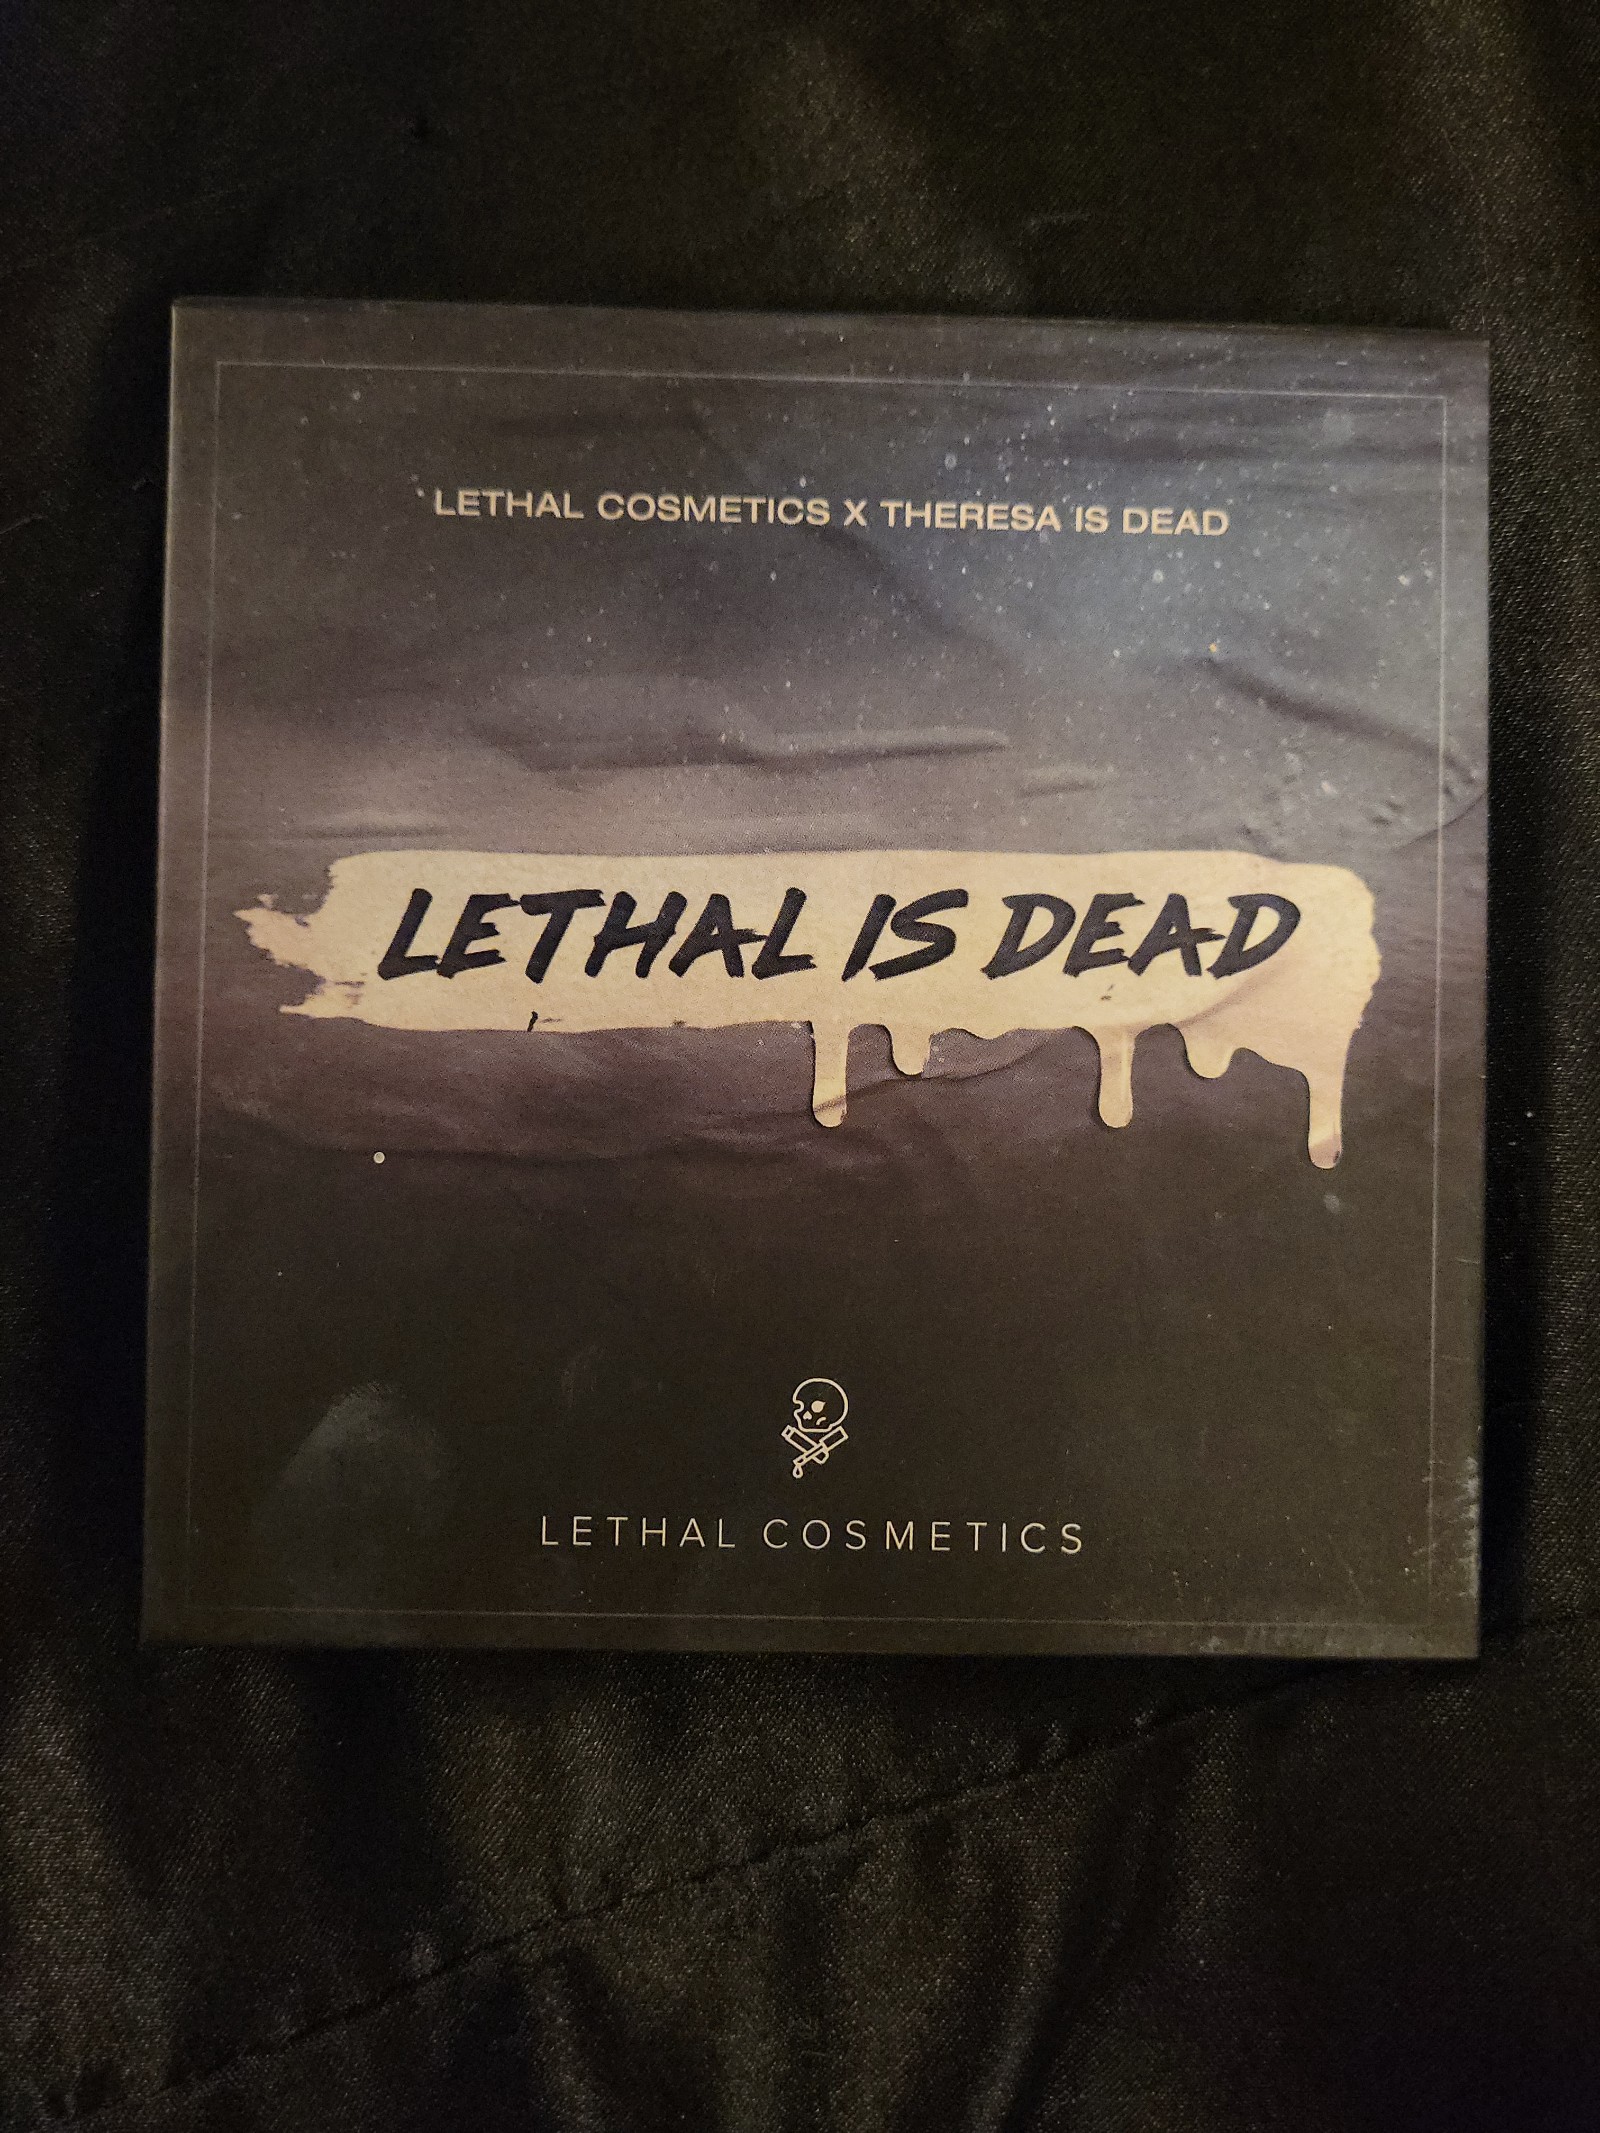 LETHAL COSMETICS X THERESA IS DEAD
LETHAL IS DEAD
LETHAL COSMETICS